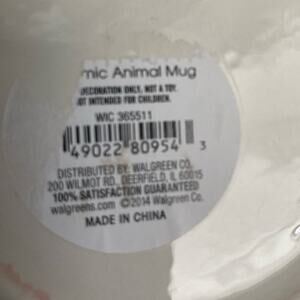 mic Animal Mug
DECORATION ONLY, NOT A TOY.
OT INTENDED FOR CHILDREN.
WIC 365511
49022 80954 3
DISTRIBUTED BY: WALGREEN CO.
200 WILMOT RD., DEERFIELD, IL 60015
100% SATISFACTION GUARANTEED
walgreens.com ©2014 Walgreen Co.
MADE IN CHINA